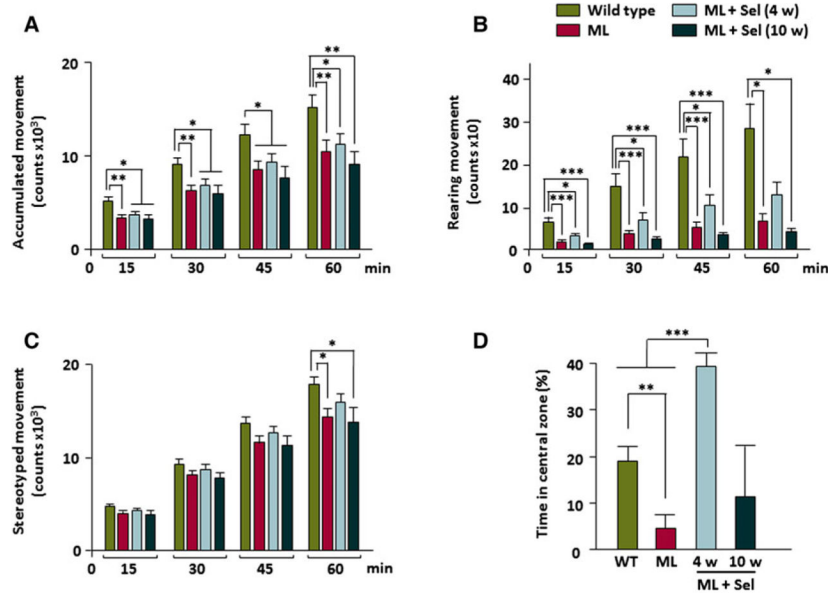 A
B
Wild type
ML + Sel (4 w)
ML
ML + Sel (10 w)
Accumulated movement
(counts x10³)
20
10
0
0
15
30
45
60
min
*
**
*
**
*
**
*
**
Rearing movement
(counts x10)
40
30
20
10
0
0
15
30
45
60
min
***
*
***
***
*
***
***
*
***
*
*
C
Stereotyped movement
(counts x10³)
20
10
0
0
15
30
45
60
min
*
*
D
Time in central zone (%)
40
30
20
10
0
***
**
WT
ML
4 w
10 w
ML + Sel